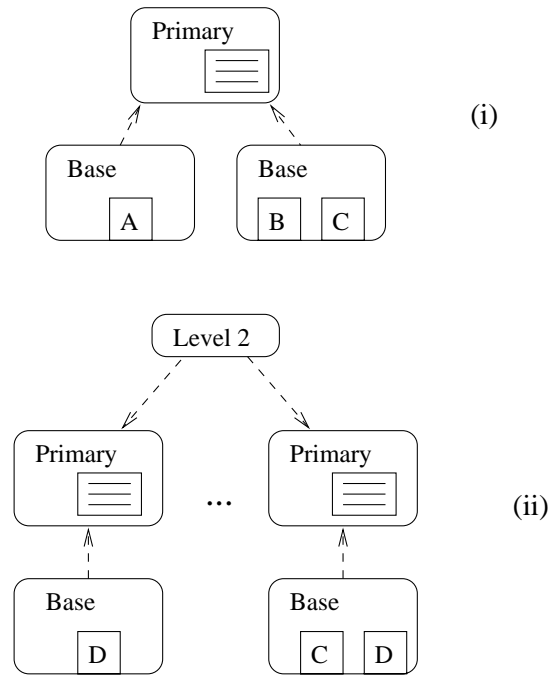 Primary
(i)
Base Base
A B C
Level 2
Primary Primary
...
(ii)
Base Base
D C D